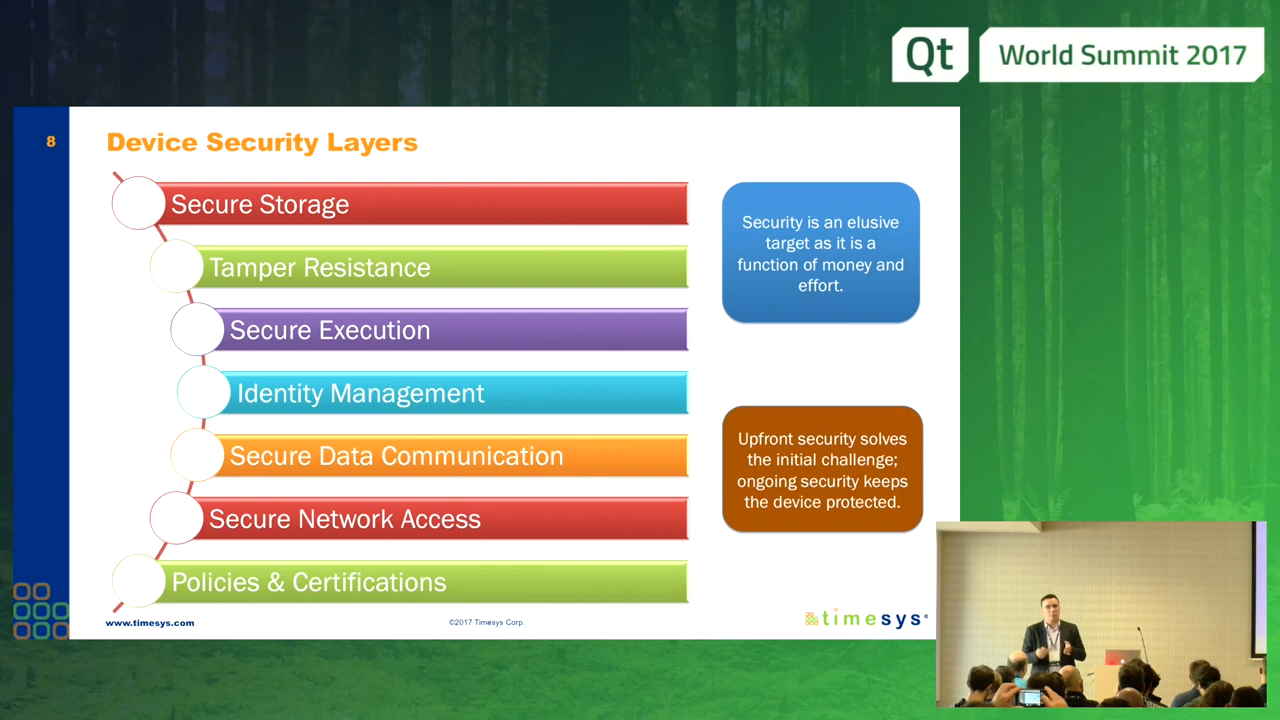 Qt World Summit 2017
8
Device Security Layers
Secure Storage
Tamper Resistance
Secure Execution
Identity Management
Secure Data Communication
Secure Network Access
Policies & Certifications
Security is an elusive
target as it is a
function of money and
effort.
Upfront security solves
the initial challenge;
ongoing security keeps
the device protected.
www.timesys.com
©2017 Timesys Corp.
timesys®